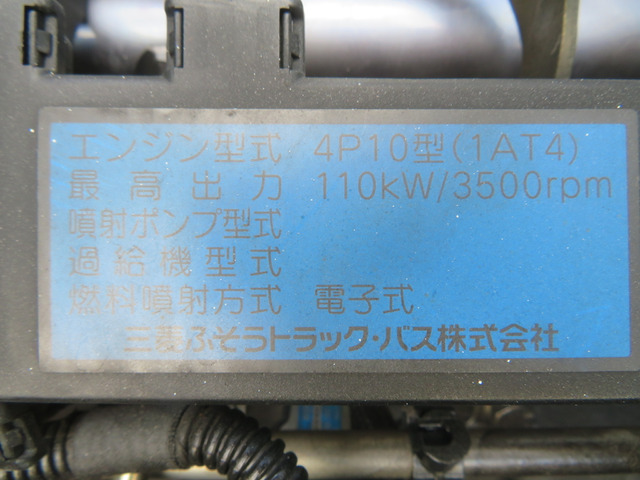 エンジン型式 4P10型(1AT4)
最高出力 110kW/3500rpm
噴射ポンプ型式
過給機型式
燃料噴射方式 電子式
三菱ふそうトラック・バス株式会社